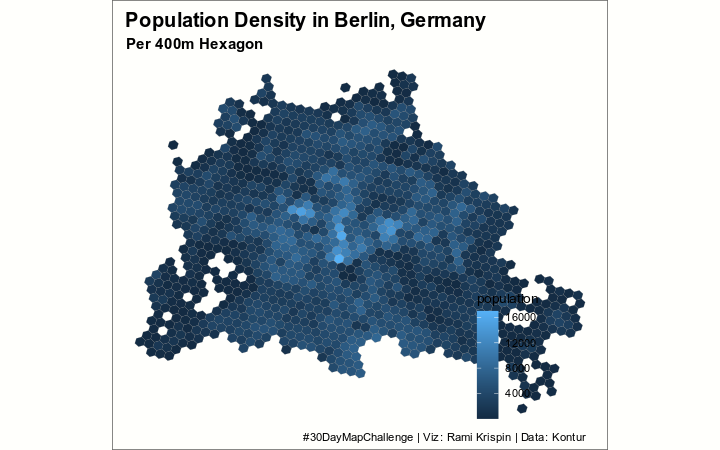 Population Density in Berlin, Germany
Per 400m Hexagon
population
16000
12000
8000
4000
#30DayMapChallenge | Viz: Rami Krispin | Data: Kontur